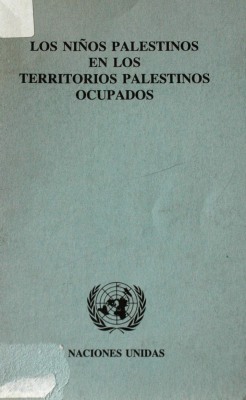 LOS NIÑOS PALESTINOS
EN LOS
TERRITORIOS PALESTINOS
OCUPADOS
NACIONES UNIDAS